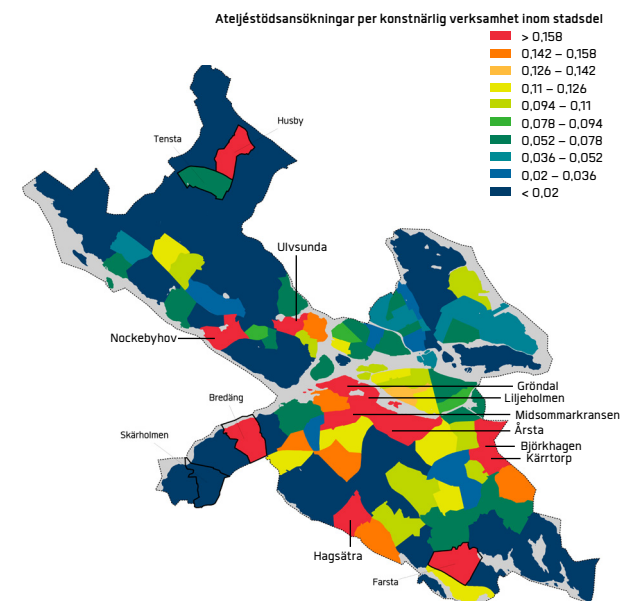 Ateljéstödsansökningar per konstnärlig verksamhet inom stadsdel
> 0,158
0,142 – 0,158
0,126 – 0,142
0,11 – 0,126
0,094 – 0,11
0,078 – 0,094
0,052 – 0,078
0,036 – 0,052
0,02 – 0,036
< 0,02
Husby
Tensta
Ulvsunda
Nockebyhov
Gröndal
Bredäng
Liljeholmen
Midsommarkransen
Årsta
Skärholmen
Björkhagen
Kärrtorp
Hagsätra
Farsta